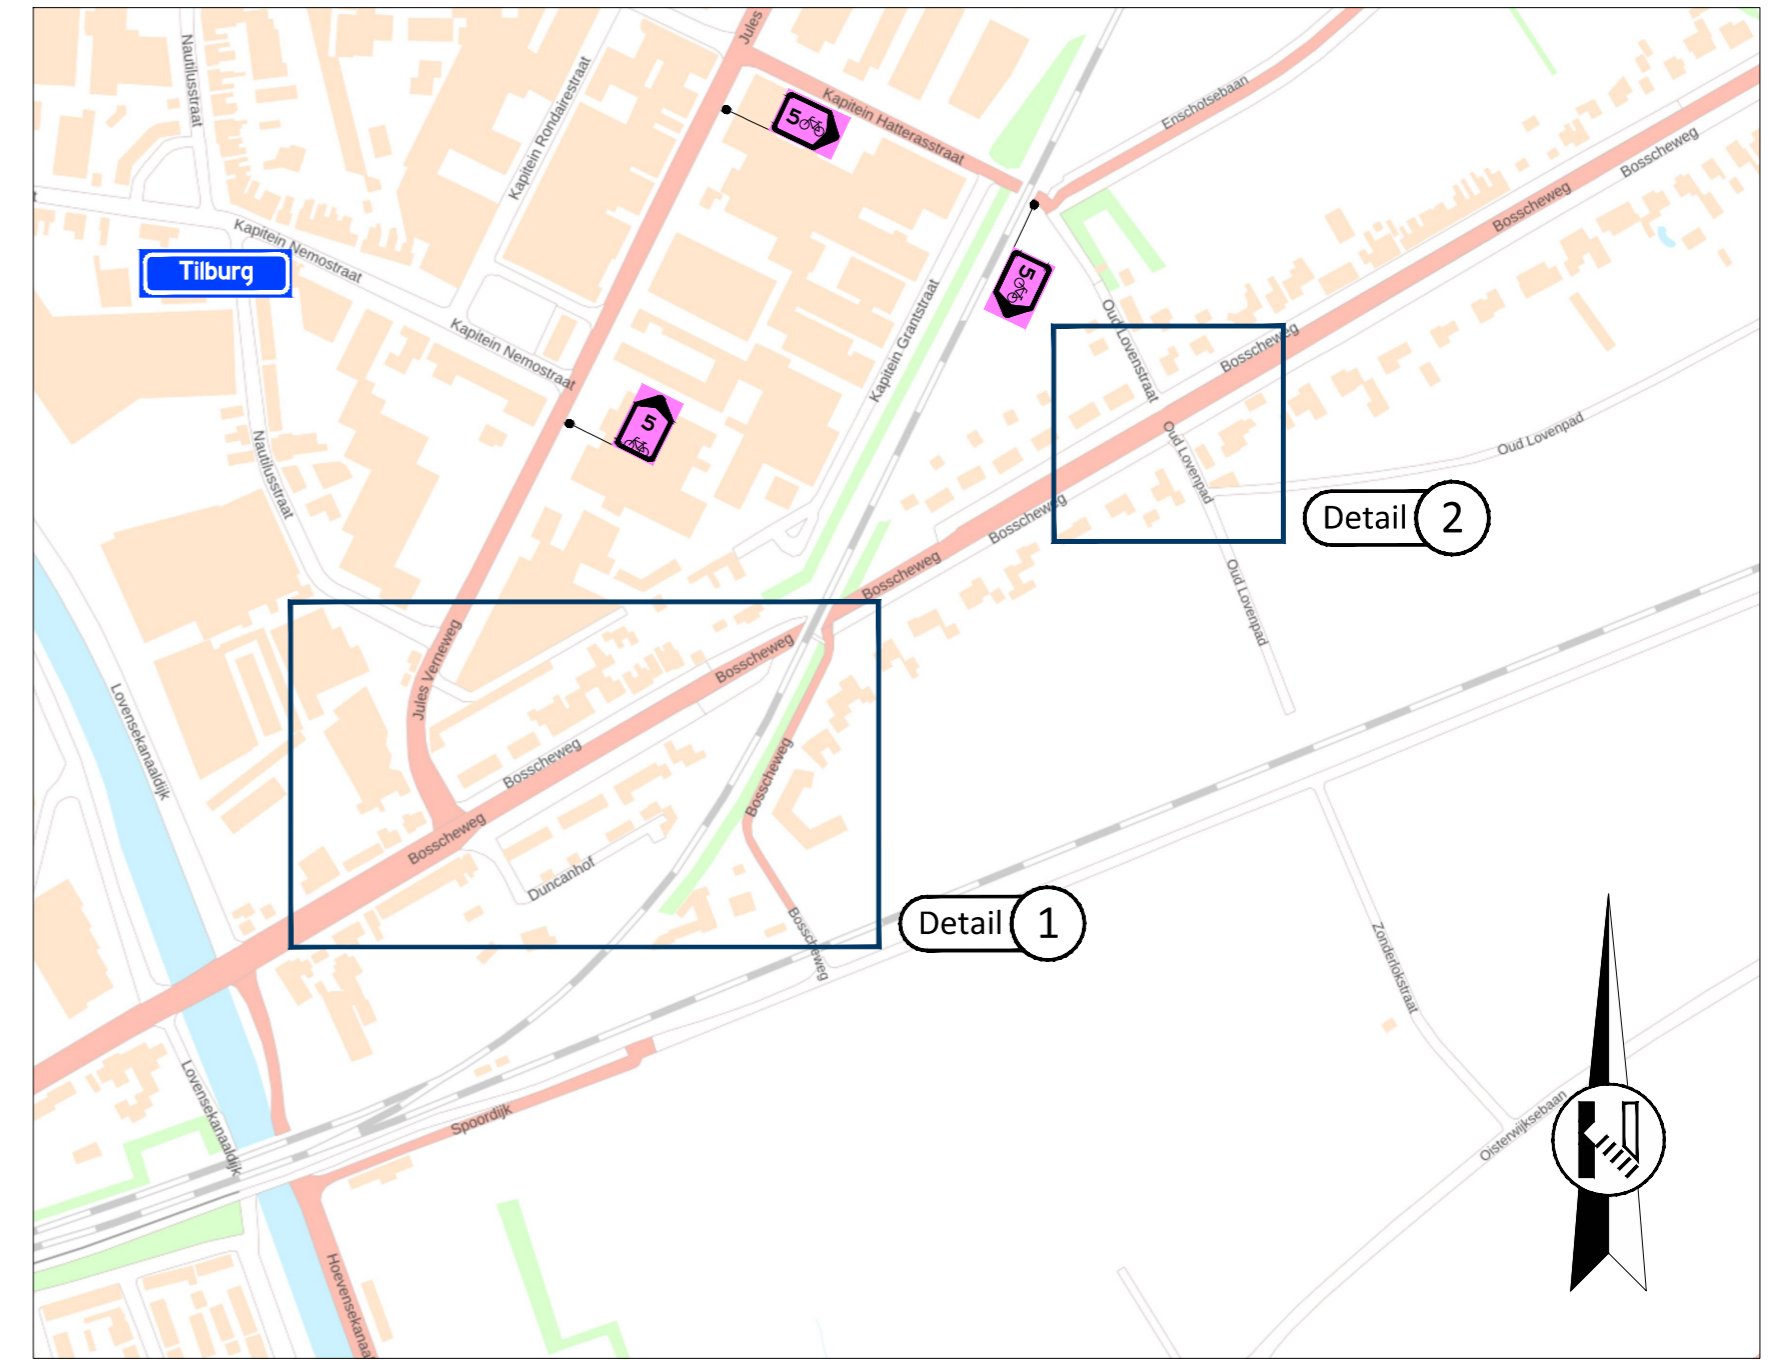 Jules
Nautilusstraat
Kapitein Rondairestraat
5
Kapitein Hatterasstraat
Enschotsebaan
Bosscheweg
Bosscheweg
Kapitein Nemostraat
Tilburg
5
Kapitein Grantstraat
Oud Lovenstraat
Bosscheweg
Kapitein Nemostraat
5
Nautilusstraat
Oud Lovenpad
Oud Lovenpad
Bosscheweg
Detail 2
Bosscheweg
Oud Lovenpad
Jules Verneweg
Bosscheweg
Lovensekanaaldijk
Bosscheweg
Bosscheweg
Bosscheweg
Duncanhof
Bosscheweg
Detail 1
Zonderlokstraat
Lovensekanaaldijk
Spoordijk
Oisterwijksebaan
Hoevensekanaa